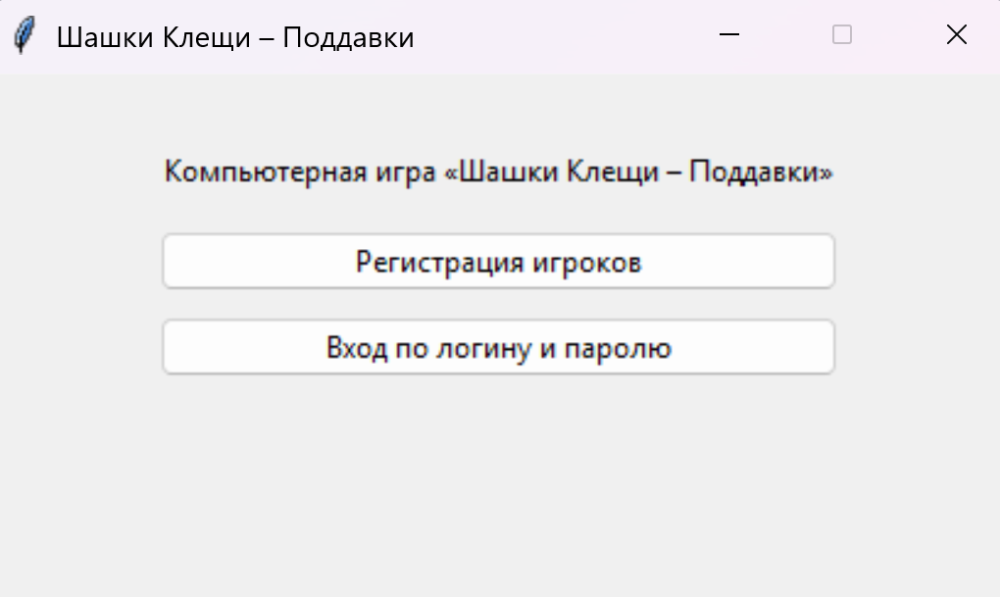 Шашки Клещи – Поддавки
Компьютерная игра «Шашки Клещи – Поддавки»
Регистрация игроков
Вход по логину и паролю